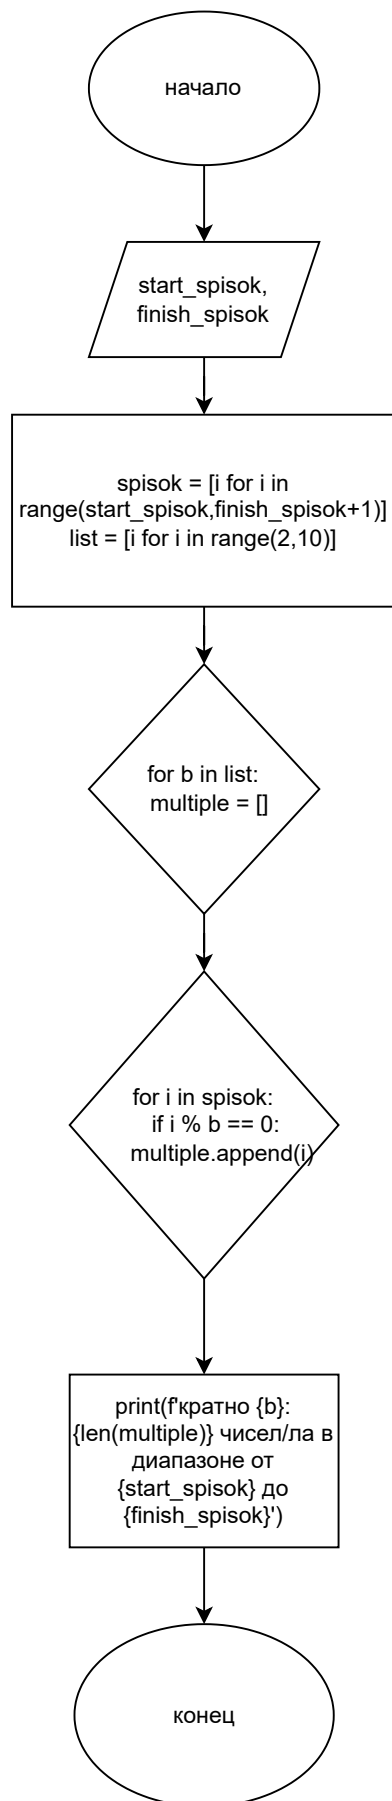 начало
start_spisok,
finish_spisok
spisok = [i for i in
range(start_spisok,finish_spisok+1)]
list = [i for i in range(2,10)]
for b in list:
multiple = []
for i in spisok:
if i % b == 0:
multiple.append(i)
print(f'кратно {b}:
{len(multiple)} чисел/ла в
диапазоне от
{start_spisok} до
{finish_spisok}')
конец